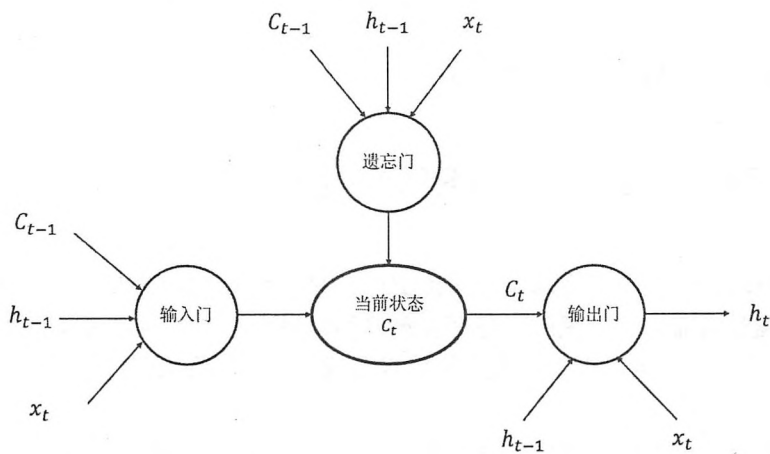 C_{t-1} h_{t-1} x_t
遗忘门
C_{t-1}
h_{t-1}
x_t
输入门
当前状态
C_t
C_t
输出门
h_t
h_{t-1} x_t